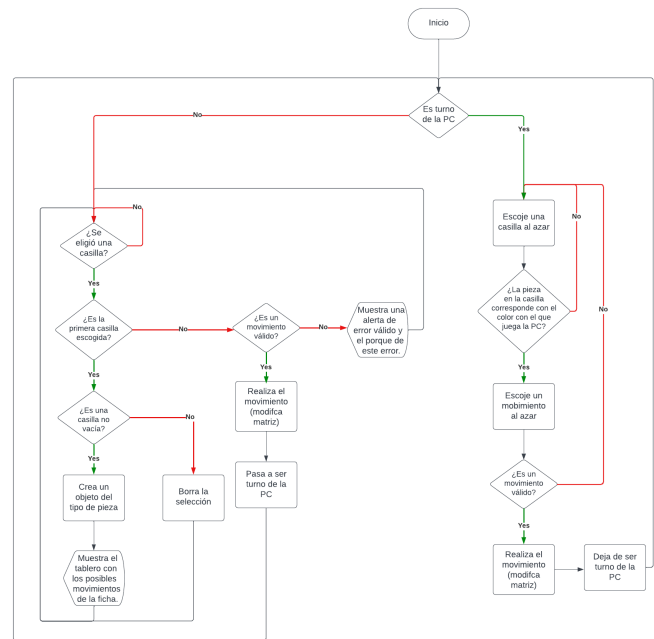 Inicio
Es turno
de la PC
No
Yes
Escoje una
casilla al azar
No
No
¿Se
eligió una
casilla?
Yes
¿La pieza
en la casilla
corresponde con el
color con el que
juega la PC?
No
¿Es la
primera casilla
escogida?
No
¿Es un
movimiento
válido?
No
Muestra una
alerta de
error válido y
el porque de
este error.
Yes
Yes
Yes
¿Es una
casilla no
vacía?
No
Realiza el
movimiento
(modifca
matriz)
Escoje un
mobimiento
al azar
Yes
Crea un
objeto del
tipo de pieza
Borra la
selección
Pasa a ser
turno de la
PC
¿Es un
movimiento
válido?
Yes
Muestra el
tablero con
los posibles
movimientos
de la ficha.
Realiza el
movimiento
(modifca
matriz)
Deja de ser
turno de la
PC